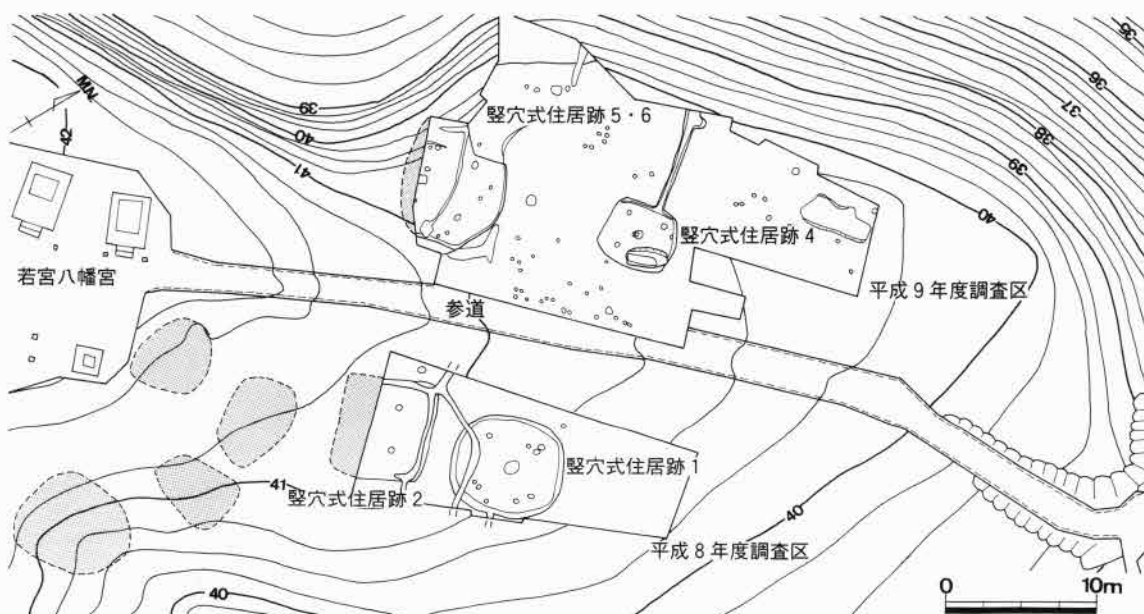 MN.
42
39
40
41
竪穴式住居跡5・6
35
36
37
38
39
40
竪穴式住居跡4
若宮八幡宮
参道
平成9年度調査区
竪穴式住居跡1
竪穴式住居跡2
41
40
平成8年度調査区
40
0 10m